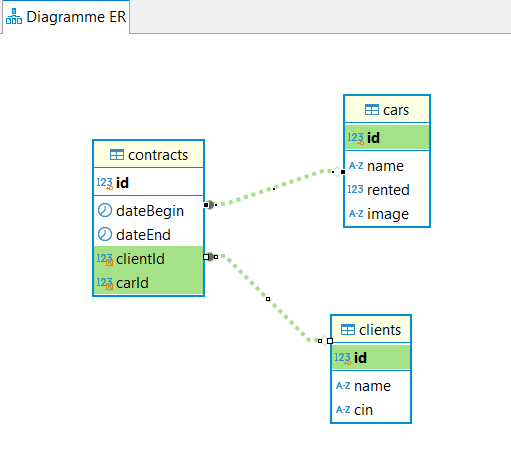 Diagramme ER
contracts
123 id
dateBegin
dateEnd
123 clientId
123 carId
cars
123 id
A-Z name
123 rented
A-Z image
clients
123 id
A-Z name
A-Z cin